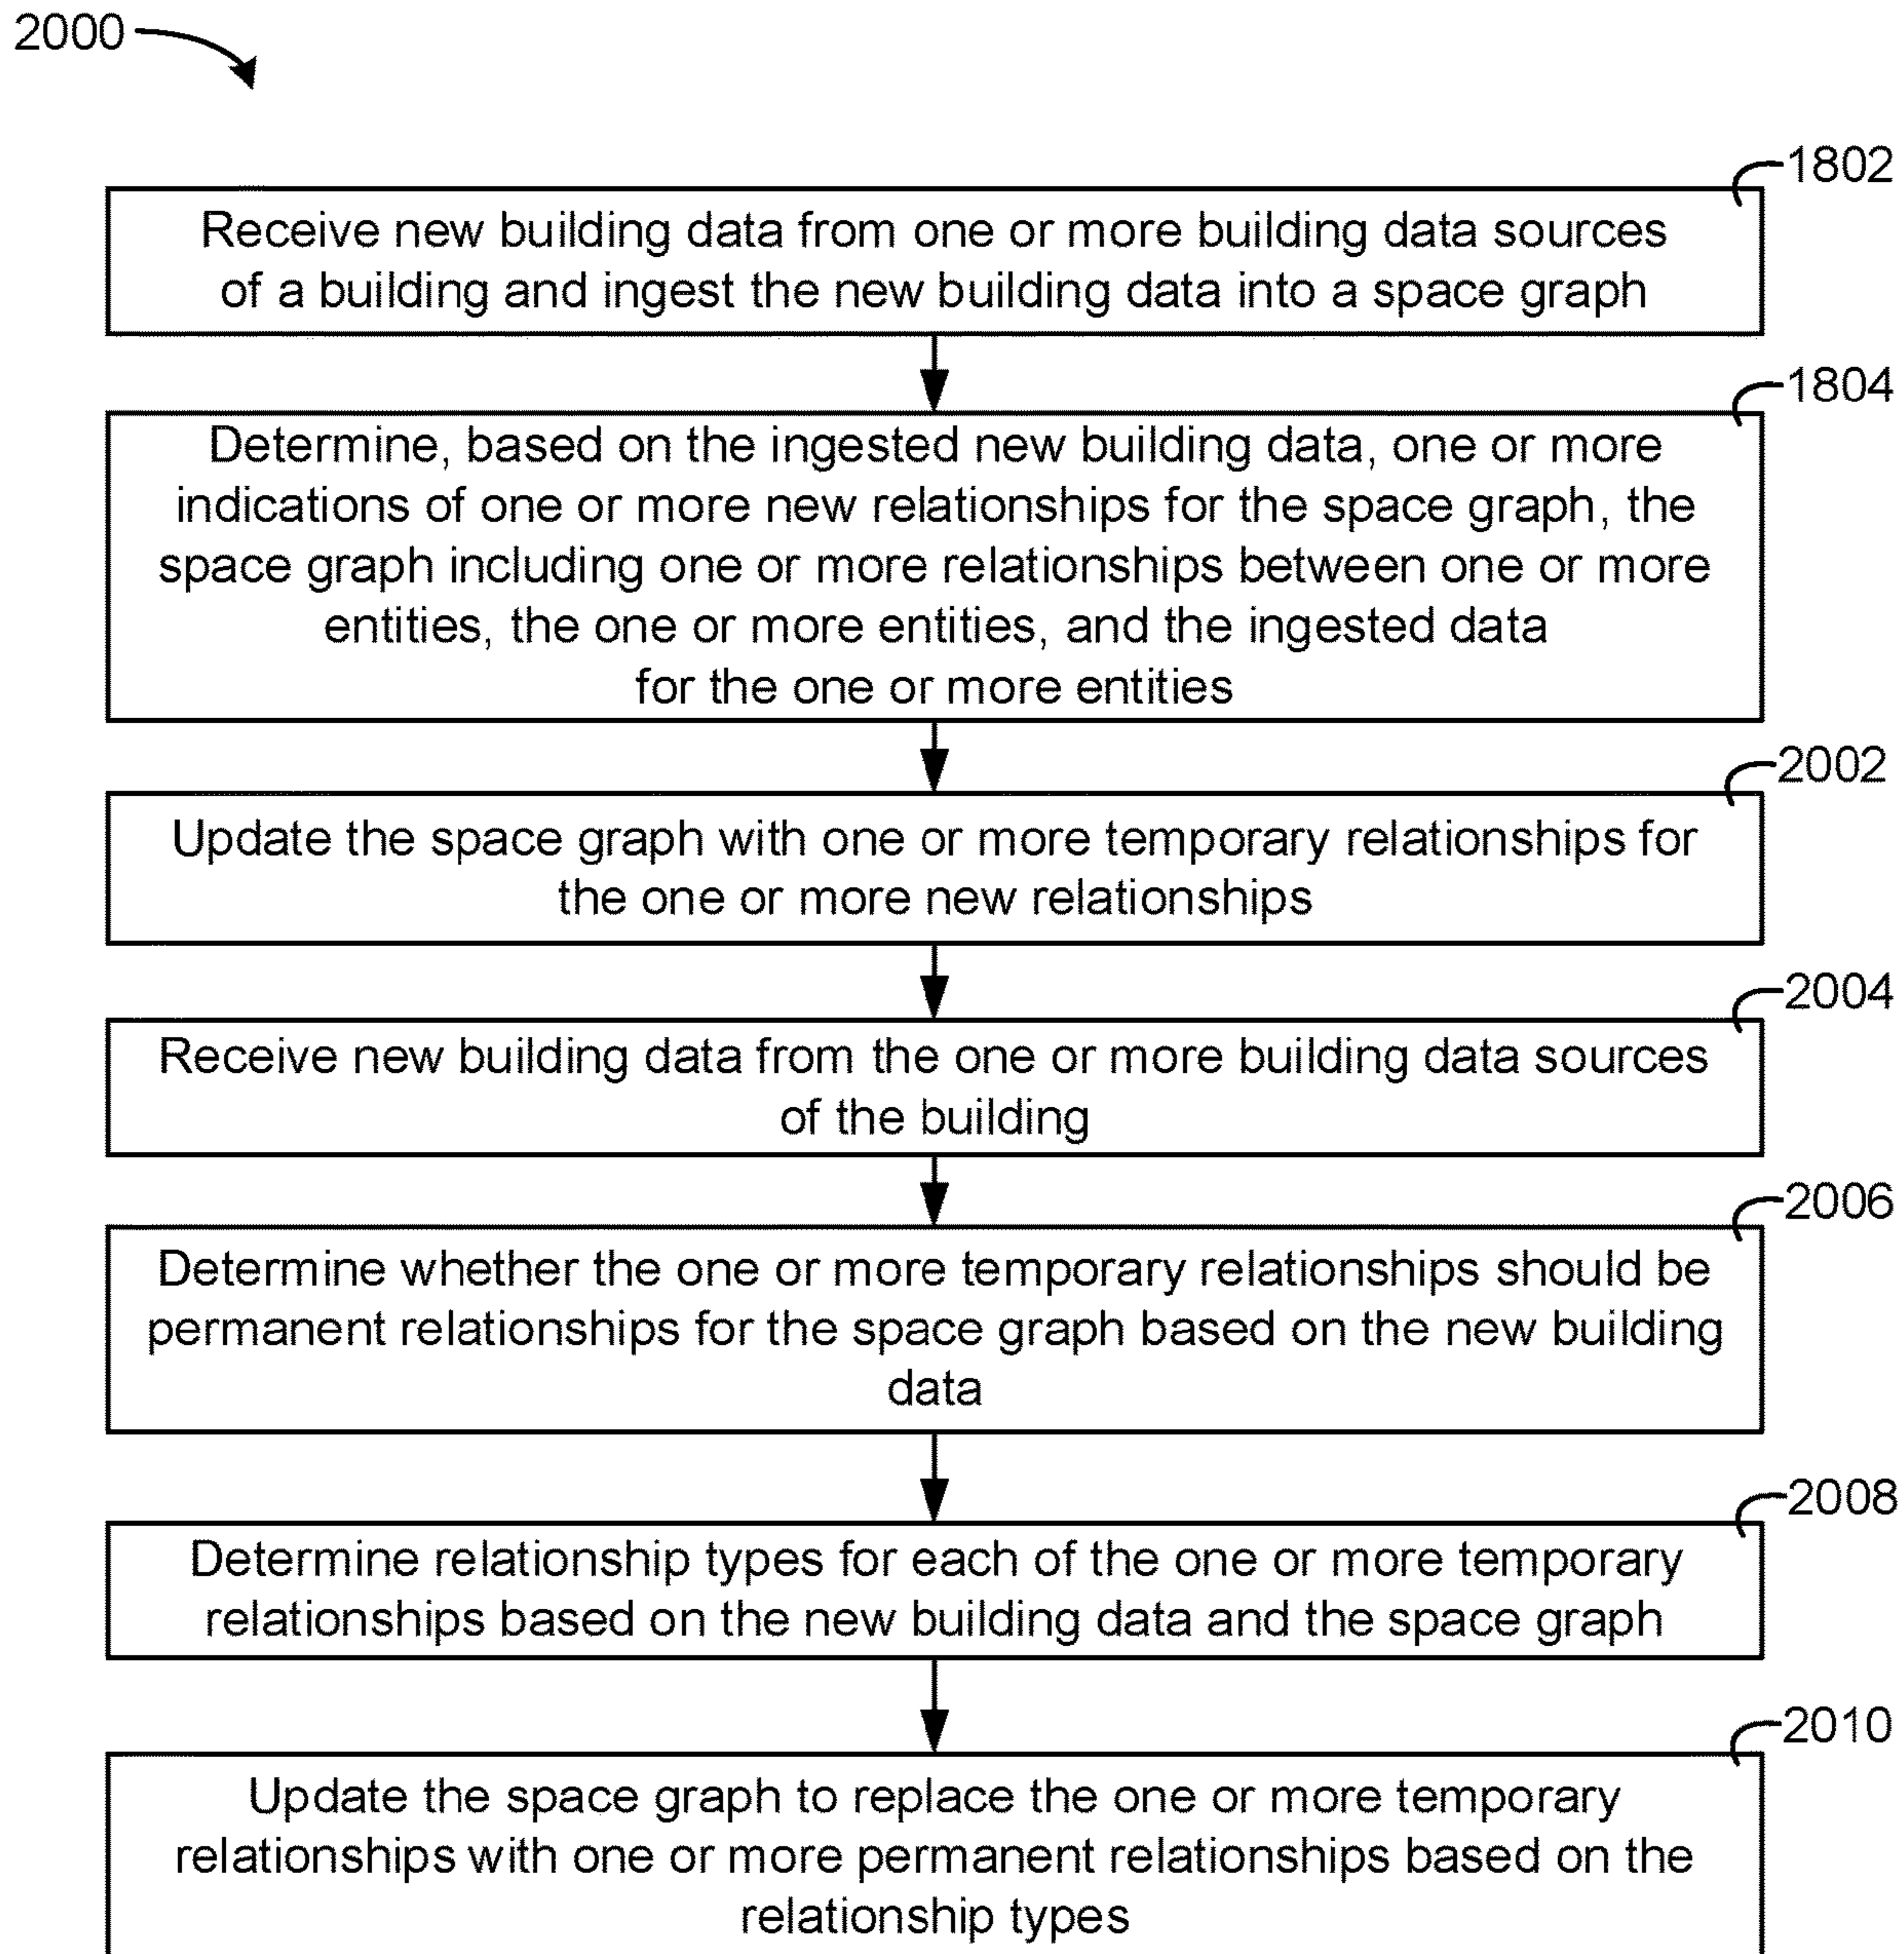 2000
1802
Receive new building data from one or more building data sources
of a building and ingest the new building data into a space graph
1804
Determine, based on the ingested new building data, one or more
indications of one or more new relationships for the space graph, the
space graph including one or more relationships between one or more
entities, the one or more entities, and the ingested data
for the one or more entities
2002
Update the space graph with one or more temporary relationships for
the one or more new relationships
2004
Receive new building data from the one or more building data sources
of the building
2006
Determine whether the one or more temporary relationships should be
permanent relationships for the space graph based on the new building
data
2008
Determine relationship types for each of the one or more temporary
relationships based on the new building data and the space graph
2010
Update the space graph to replace the one or more temporary
relationships with one or more permanent relationships based on the
relationship types